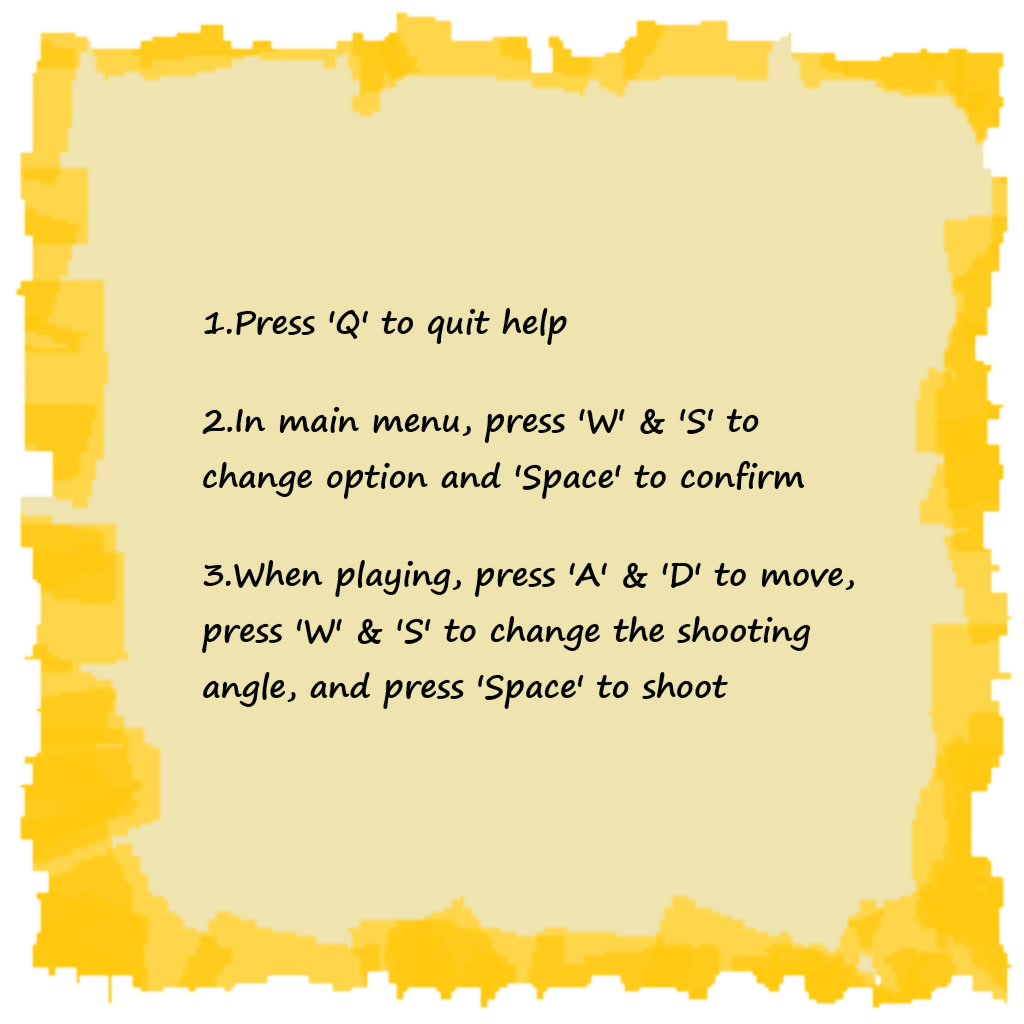 1.Press 'Q' to quit help
2.In main menu, press 'W' & 'S' to
change option and 'Space' to confirm
3.When playing, press 'A' & 'D' to move,
press 'W' & 'S' to change the shooting
angle, and press 'Space' to shoot